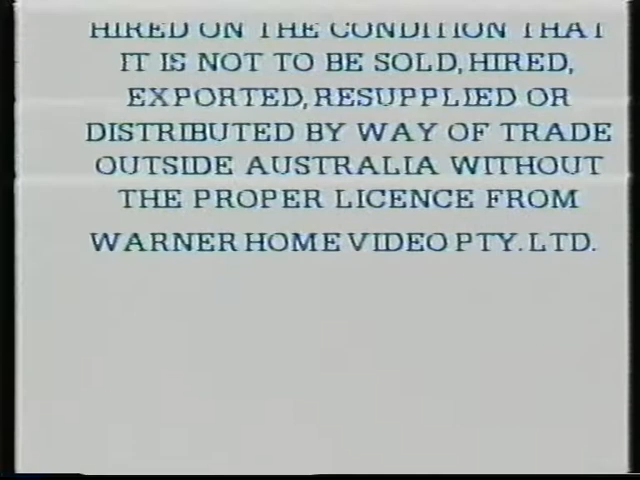 HIRED ON THE CONDITION THAT
IT IS NOT TO BE SOLD, HIRED,
EXPORTED, RESUPPLIED OR
DISTRIBUTED BY WAY OF TRADE
OUTSIDE AUSTRALIA WITHOUT
THE PROPER LICENCE FROM
WARNER HOME VIDEO PTY. LTD.